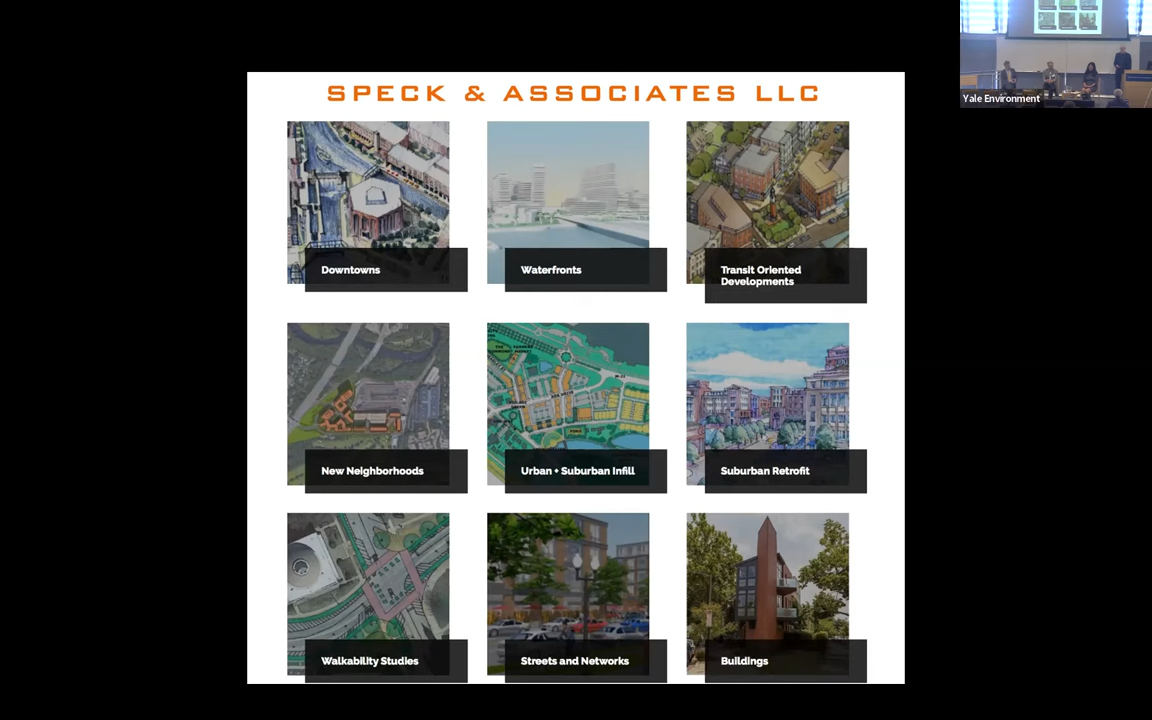 SPECK & ASSOCIATES LLC
Yale Environment
Downtowns
Waterfronts
Transit Oriented
Developments
New Neighborhoods
Urban + Suburban Infill
Suburban Retrofit
Walkability Studies
Streets and Networks
Buildings